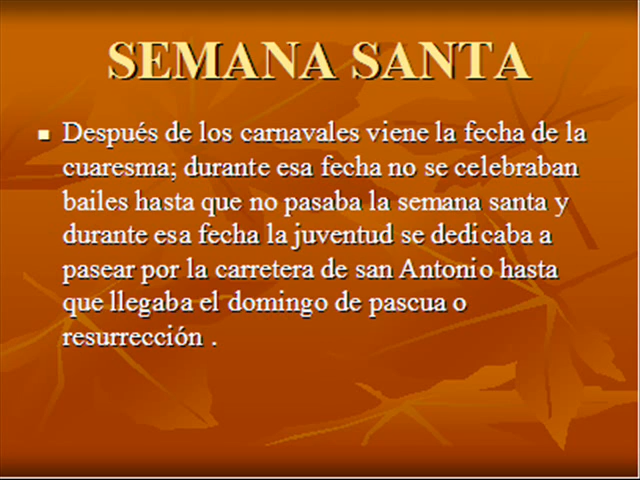 SEMANA SANTA
Después de los carnavales viene la fecha de la
cuaresma; durante esa fecha no se celebraban
bailes hasta que no pasaba la semana santa y
durante esa fecha la juventud se dedicaba a
pasear por la carretera de san Antonio hasta
que llegaba el domingo de pascua o
resurrección .